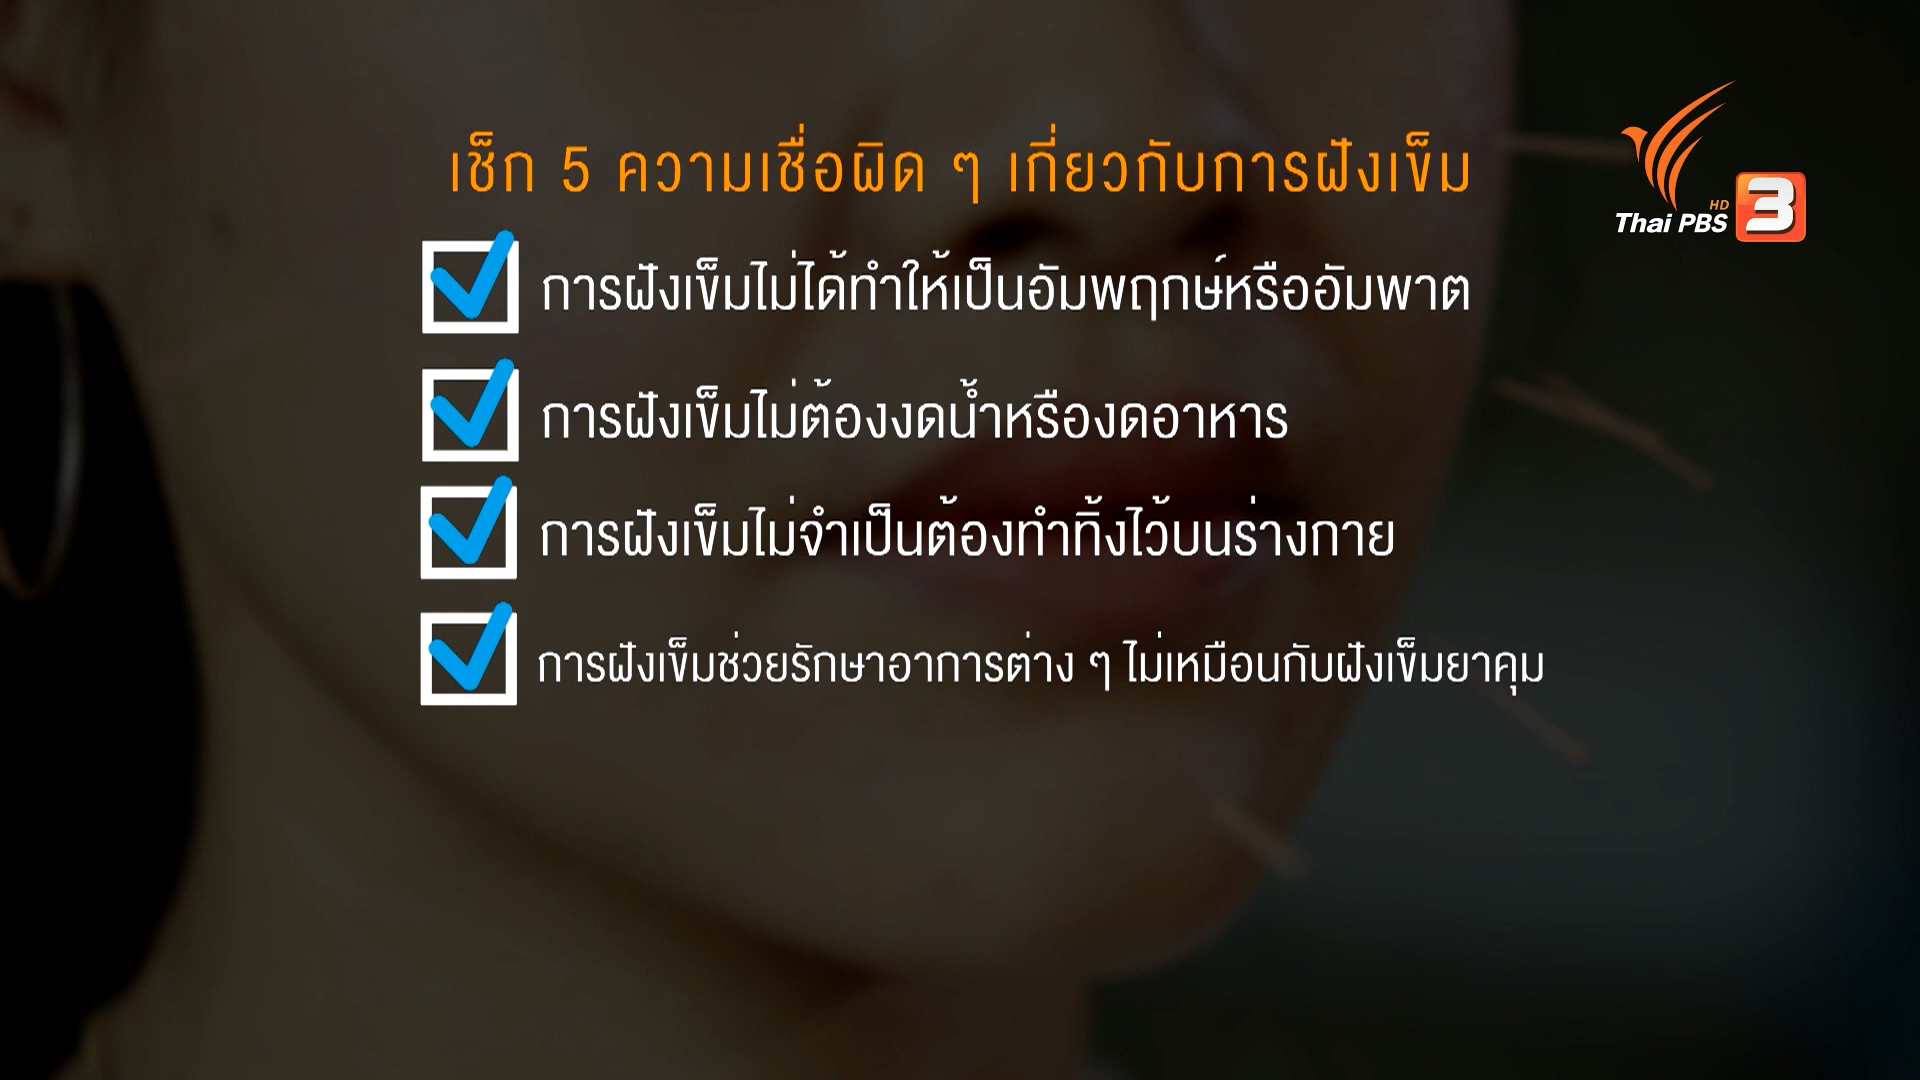 เช็ก 5 ความเชื่อผิด ๆ เกี่ยวกับการฝังเข็ม
HD
Thai PBS 3
การฝังเข็มไม่ได้ทำให้เป็นอัมพฤกษ์หรืออัมพาต
การฝังเข็มไม่ต้องงดน้ำหรืองดอาหาร
การฝังเข็มไม่จำเป็นต้องทำทิ้งไว้บนร่างกาย
การฝังเข็มช่วยรักษาอาการต่าง ๆ ไม่เหมือนกับฝังเข็มยาคุม